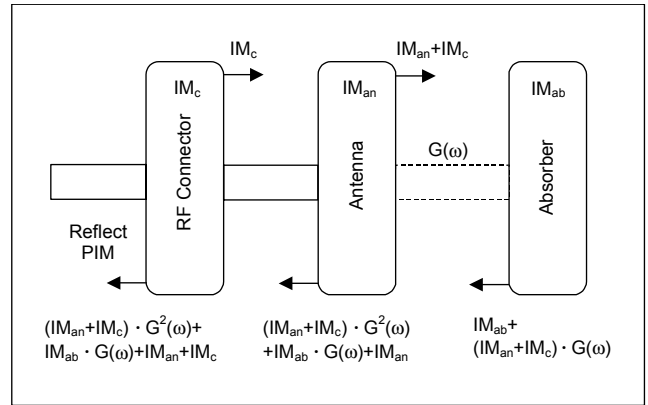 IMc
IMan+IMc
IMc
IMan
IMab
G(ω)
RF Connector
Antenna
Absorber
Reflect
PIM
(IMan+IMc) · G²(ω)+
IMab · G(ω)+IMan+IMc
(IMan+IMc) · G²(ω)
+IMab · G(ω)+IMan
IMab+
(IMan+IMc) · G(ω)